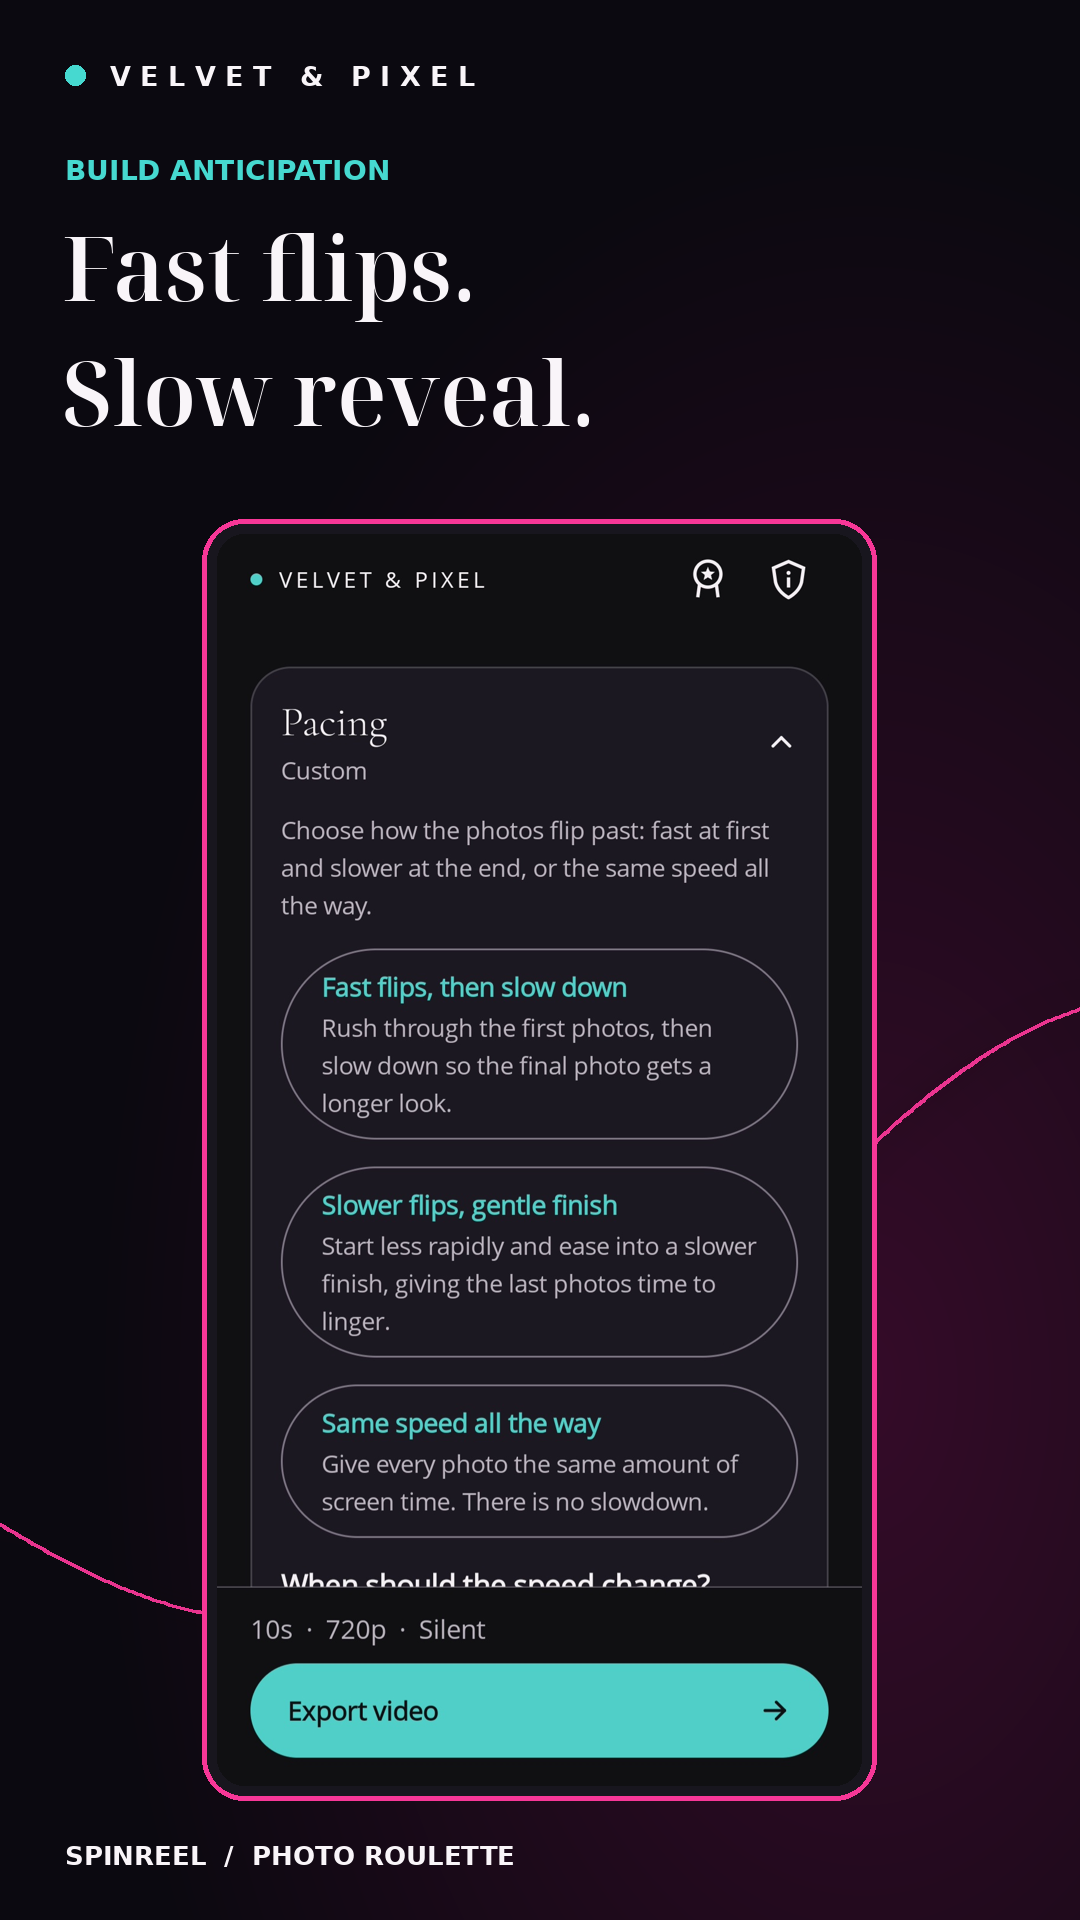 VELVET & PIXEL
BUILD ANTICIPATION
Fast flips.
Slow reveal.
VELVET & PIXEL
Pacing
Custom
Choose how the photos flip past: fast at first
and slower at the end, or the same speed all
the way.
Fast flips, then slow down
Rush through the first photos, then
slow down so the final photo gets a
longer look.
Slower flips, gentle finish
Start less rapidly and ease into a slower
finish, giving the last photos time to
linger.
Same speed all the way
Give every photo the same amount of
screen time. There is no slowdown.
When should the speed change?
10s · 720p · Silent
Export video
SPINREEL / PHOTO ROULETTE